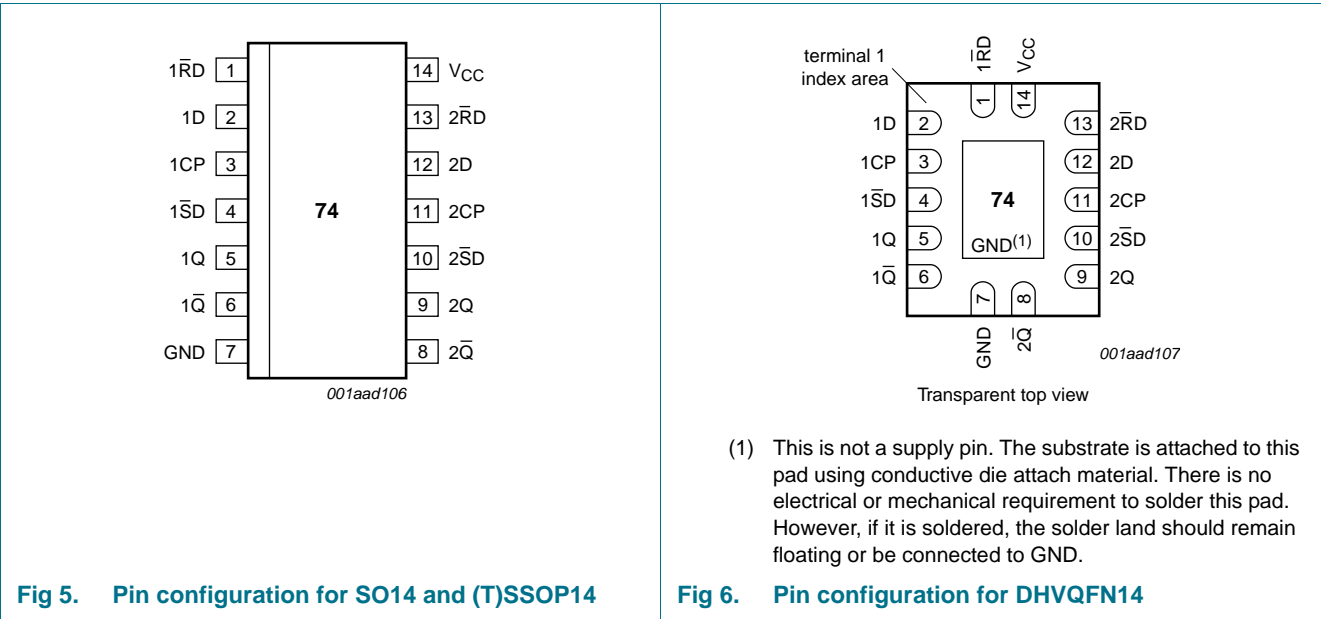 1R̅D 1 14 VCC
1D 2 13 2R̅D
1CP 3 12 2D
1S̅D 4 74 11 2CP
1Q 5 10 2S̅D
1Q̅ 6 9 2Q
GND 7 8 2Q̅
001aad106
Fig 5. Pin configuration for SO14 and (T)SSOP14
terminal 1
index area
1R̅D VCC
1 14
1D 2 13 2R̅D
1CP 3 12 2D
1S̅D 4 74 11 2CP
1Q 5 GND(1) 10 2S̅D
1Q̅ 6 9 2Q
7 8
GND 2Q̅
001aad107
Transparent top view
(1) This is not a supply pin. The substrate is attached to this
pad using conductive die attach material. There is no
electrical or mechanical requirement to solder this pad.
However, if it is soldered, the solder land should remain
floating or be connected to GND.
Fig 6. Pin configuration for DHVQFN14